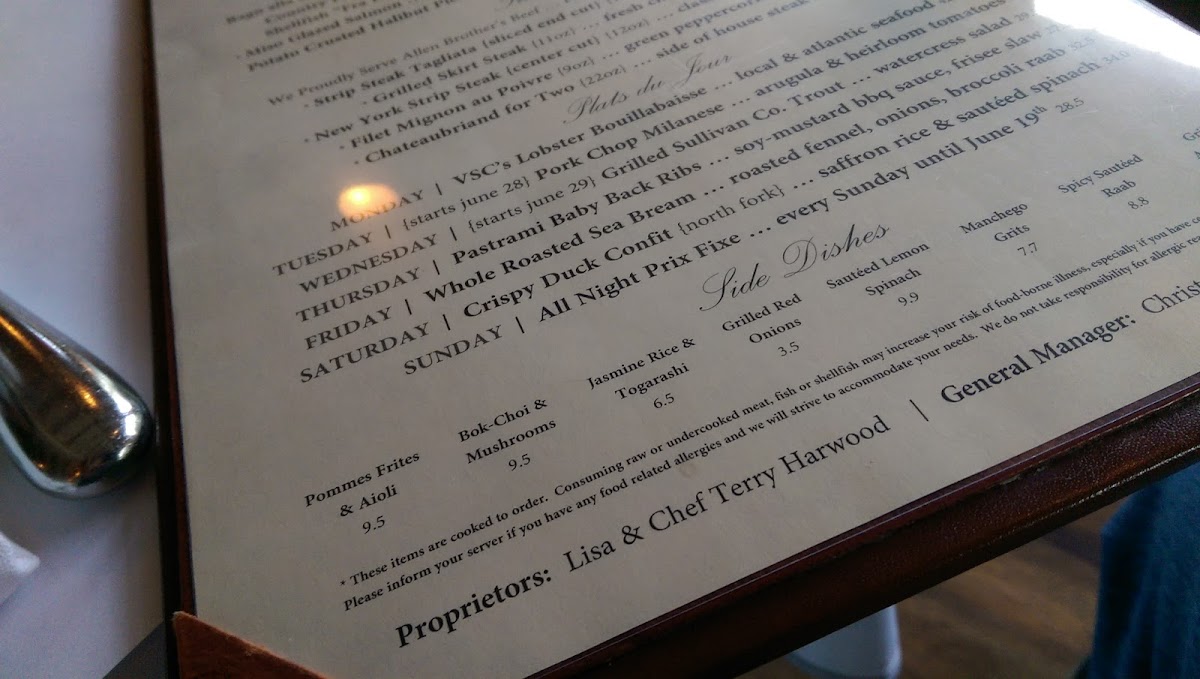 Miso Glazed Salmon
Potato Crusted Halibut
We Proudly Serve Allen Brother's Beef ...
· Strip Steak Tagliata {sliced end cut}
· Grilled Skirt Steak {11oz} ... fresh
· New York Strip Steak {center cut} {12oz} ...
· Filet Mignon au Poivre {9oz} ... green peppercorn
· Chateaubriand for Two {22oz} ... side of house steak
Plats du Jour
MONDAY | VSC's Lobster Bouillabaisse ... local & atlantic seafood
TUESDAY | {starts june 28} Pork Chop Milanese ... arugula & heirloom tomatoes
WEDNESDAY | {starts june 29} Grilled Sullivan Co. Trout ... watercress salad
THURSDAY | Pastrami Baby Back Ribs ... soy-mustard bbq sauce, frisee slaw
FRIDAY | Whole Roasted Sea Bream ... roasted fennel, onions, broccoli raab
SATURDAY | Crispy Duck Confit {north fork} ... saffron rice & sautéed spinach 34.0
SUNDAY | All Night Prix Fixe ... every Sunday until June 19th 28.5
Side Dishes
Pommes Frites
& Aioli
9.5
Bok-Choi &
Mushrooms
9.5
Jasmine Rice &
Togarashi
6.5
Grilled Red
Onions
3.5
Sautéed Lemon
Spinach
9.9
Manchego
Grits
7.7
Spicy Sautéed
Raab
8.8
* These items are cooked to order. Consuming raw or undercooked meat, fish or shellfish may increase your risk of food-borne illness, especially if you have
Please inform your server if you have any food related allergies and we will strive to accommodate your needs. We do not take responsibility for allergic
Proprietors: Lisa & Chef Terry Harwood | General Manager: Christ